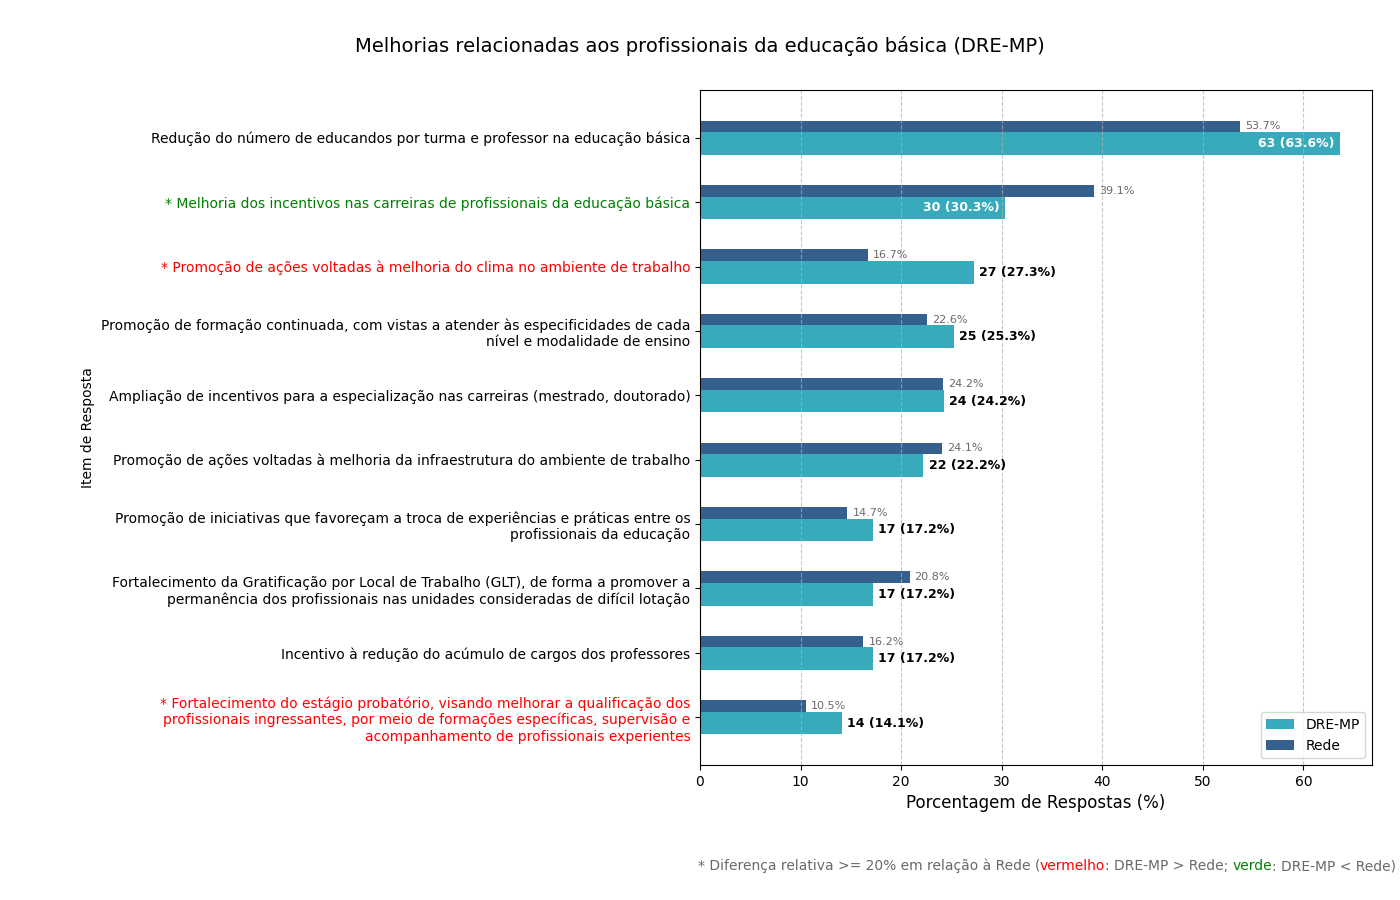 Melhorias relacionadas aos profissionais da educação básica (DRE-MP)
Redução do número de educandos por turma e professor na educação básica
53.7%
63 (63.6%)
* Melhoria dos incentivos nas carreiras de profissionais da educação básica
39.1%
30 (30.3%)
* Promoção de ações voltadas à melhoria do clima no ambiente de trabalho
16.7%
27 (27.3%)
Promoção de formação continuada, com vistas a atender às especificidades de cada
nível e modalidade de ensino
22.6%
25 (25.3%)
Ampliação de incentivos para a especialização nas carreiras (mestrado, doutorado)
24.2%
24 (24.2%)
Promoção de ações voltadas à melhoria da infraestrutura do ambiente de trabalho
24.1%
22 (22.2%)
Promoção de iniciativas que favoreçam a troca de experiências e práticas entre os
profissionais da educação
14.7%
17 (17.2%)
Fortalecimento da Gratificação por Local de Trabalho (GLT), de forma a promover a
permanência dos profissionais nas unidades consideradas de difícil lotação
20.8%
17 (17.2%)
Incentivo à redução do acúmulo de cargos dos professores
16.2%
17 (17.2%)
* Fortalecimento do estágio probatório, visando melhorar a qualificação dos
profissionais ingressantes, por meio de formações específicas, supervisão e
acompanhamento de profissionais experientes
10.5%
14 (14.1%)
Item de Resposta
DRE-MP
Rede
0 10 20 30 40 50 60
Porcentagem de Respostas (%)
* Diferença relativa >= 20% em relação à Rede (vermelho: DRE-MP > Rede; verde: DRE-MP < Rede)